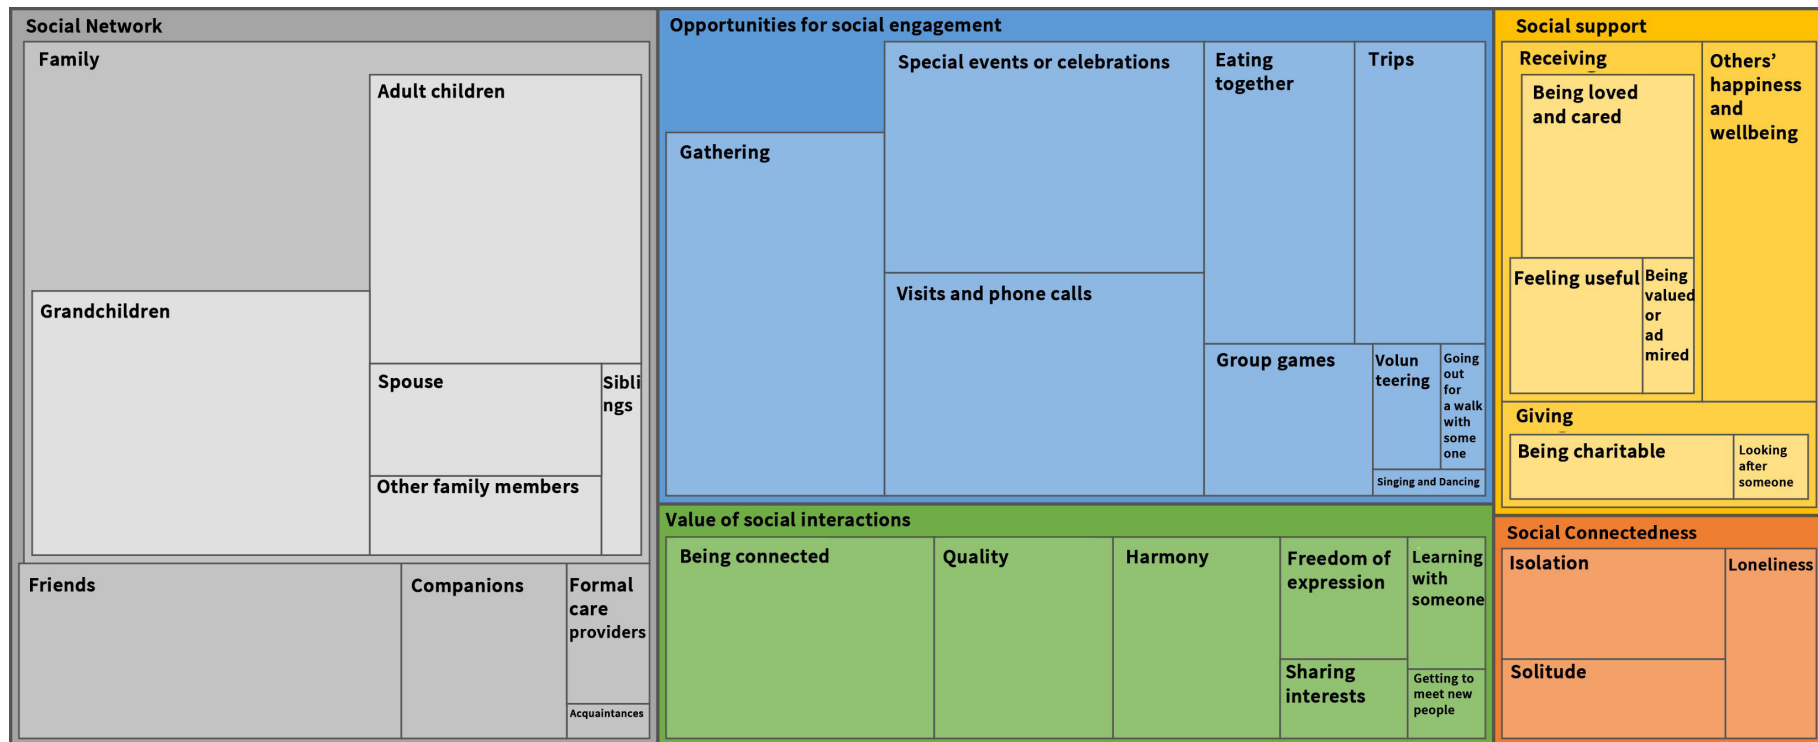 Social Network
Family
Adult children
Grandchildren
Spouse
Sibli
ngs
Other family members
Friends
Companions
Formal
care
providers
Acquaintances
Opportunities for social engagement
Gathering
Special events or celebrations
Visits and phone calls
Eating
together
Trips
Group games
Volun
teering
Going
out
for
a walk
with
some
one
Singing and Dancing
Value of social interactions
Being connected
Quality
Harmony
Freedom of
expression
Sharing
interests
Learning
with
someone
Getting to
meet new
people
Social support
Receiving
Being loved
and cared
Feeling useful
Being
valued
or
ad
mired
Others’
happiness
and
wellbeing
Giving
Being charitable
Looking
after
someone
Social Connectedness
Isolation
Solitude
Loneliness